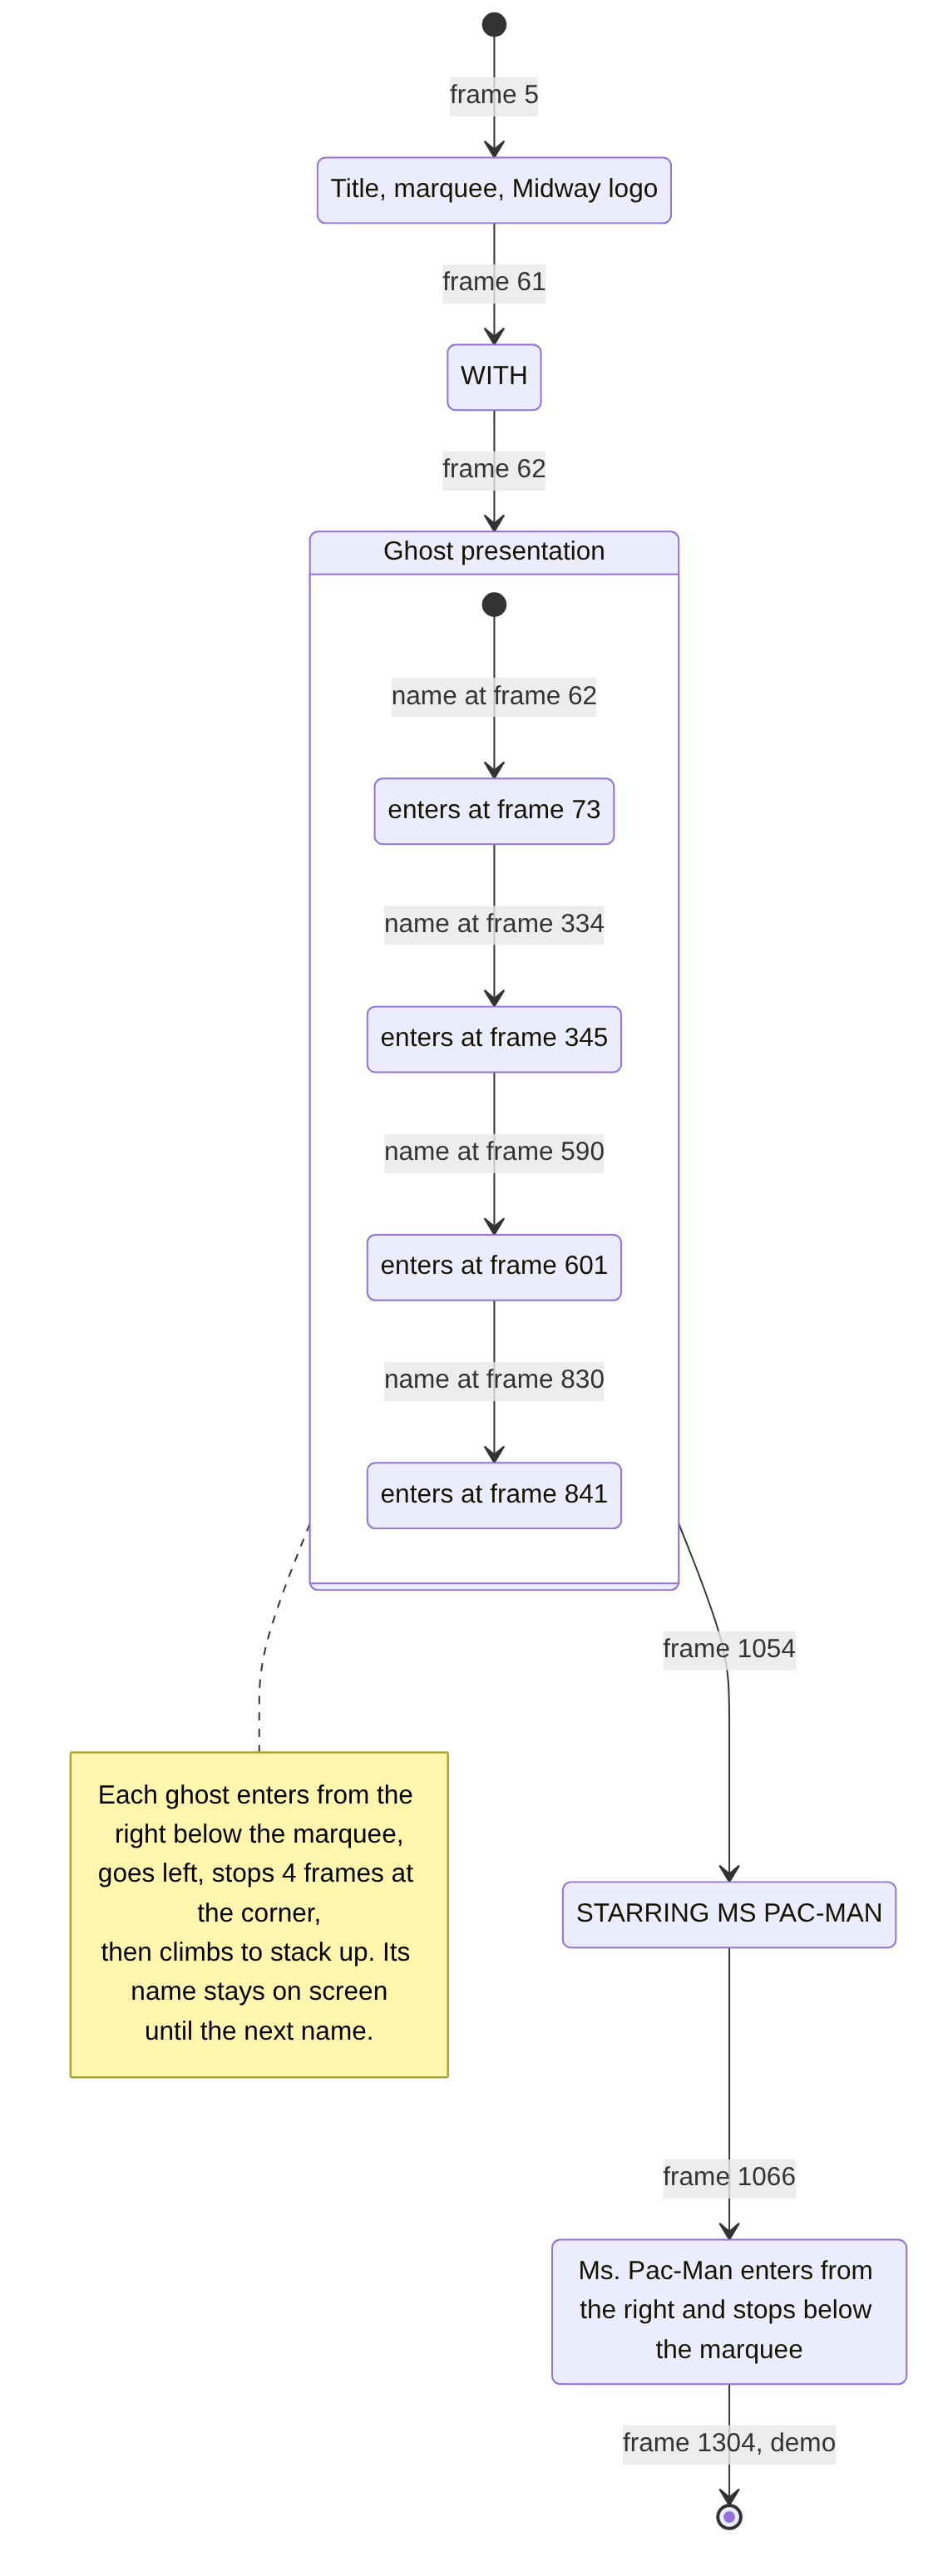 frame 5
Title, marquee, Midway logo
frame 61
WITH
frame 62
Ghost presentation
name at frame 62
enters at frame 73
name at frame 334
enters at frame 345
name at frame 590
enters at frame 601
name at frame 830
enters at frame 841
frame 1054
Each ghost enters from the
right below the marquee,
goes left, stops 4 frames at
the corner,
then climbs to stack up. Its
name stays on screen
until the next name.
STARRING MS PAC-MAN
frame 1066
Ms. Pac-Man enters from
the right and stops below
the marquee
frame 1304, demo